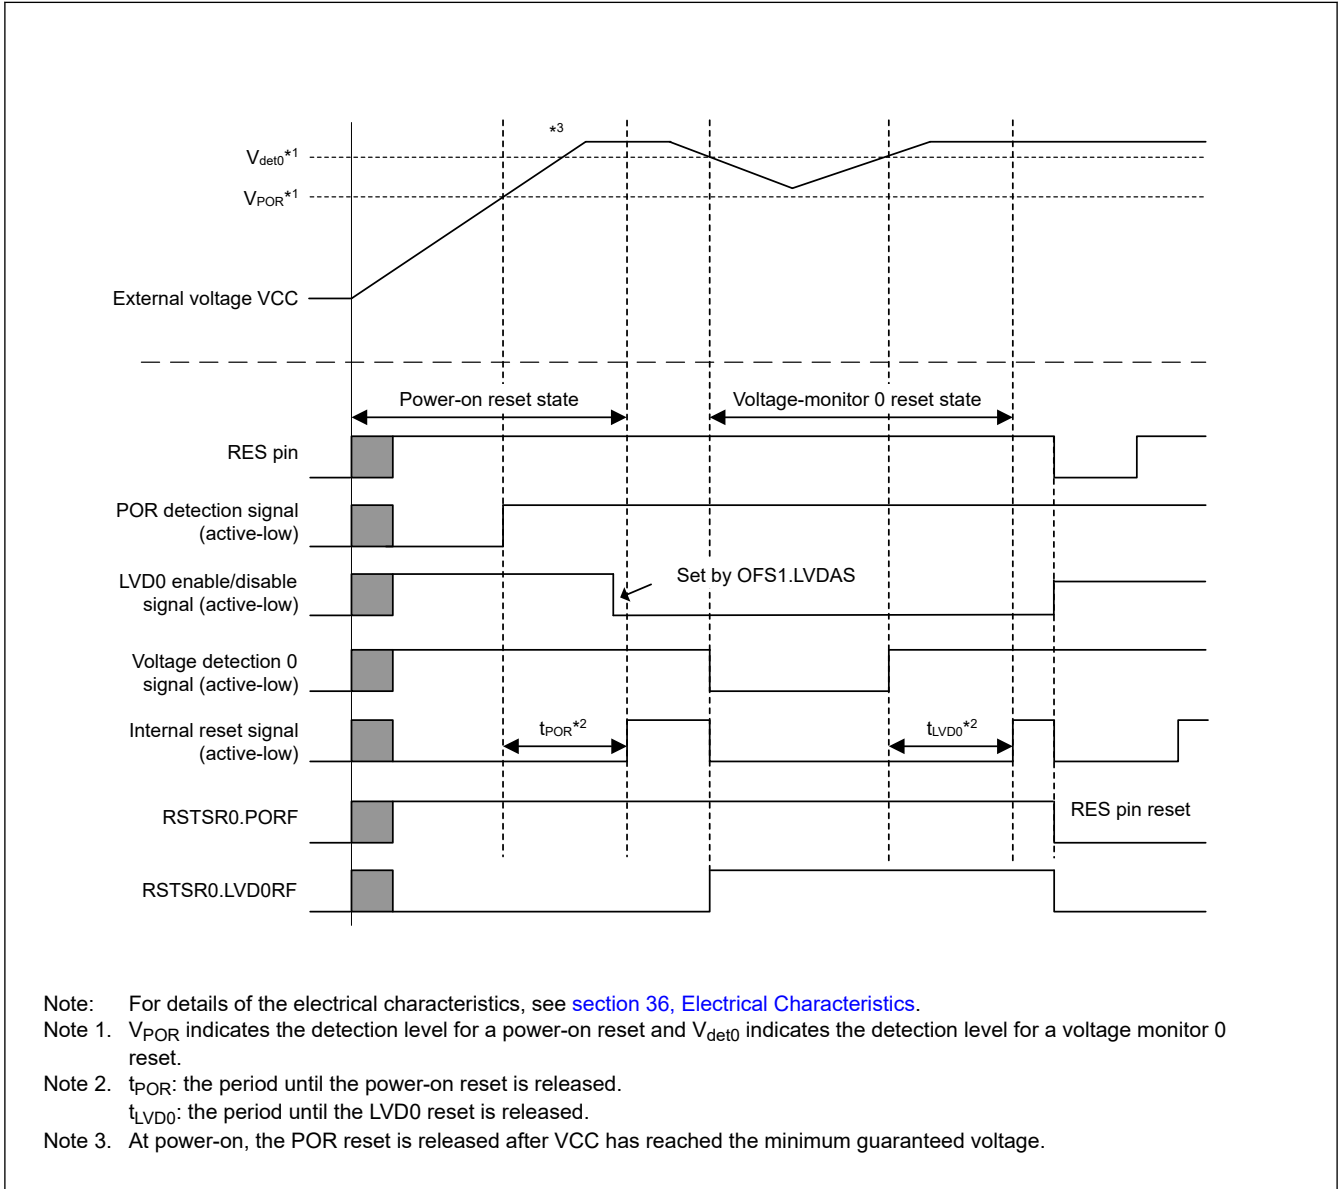 *3
Vdet0*1
VPOR*1
External voltage VCC
Power-on reset state
Voltage-monitor 0 reset state
RES pin
POR detection signal
(active-low)
LVD0 enable/disable
signal (active-low)
Set by OFS1.LVDAS
Voltage detection 0
signal (active-low)
Internal reset signal
(active-low)
tPOR*2
tLVD0*2
RSTSR0.PORF
RES pin reset
RSTSR0.LVD0RF
Note: For details of the electrical characteristics, see section 36, Electrical Characteristics.
Note 1. VPOR indicates the detection level for a power-on reset and Vdet0 indicates the detection level for a voltage monitor 0
reset.
Note 2. tPOR: the period until the power-on reset is released.
tLVD0: the period until the LVD0 reset is released.
Note 3. At power-on, the POR reset is released after VCC has reached the minimum guaranteed voltage.